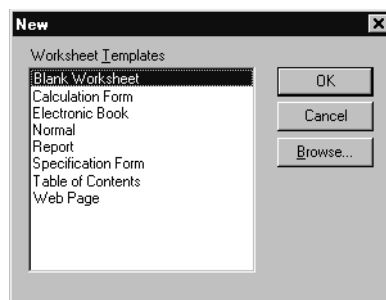 New
Worksheet Templates
Blank Worksheet
Calculation Form
Electronic Book
Normal
Report
Specification Form
Table of Contents
Web Page
OK
Cancel
Browse...